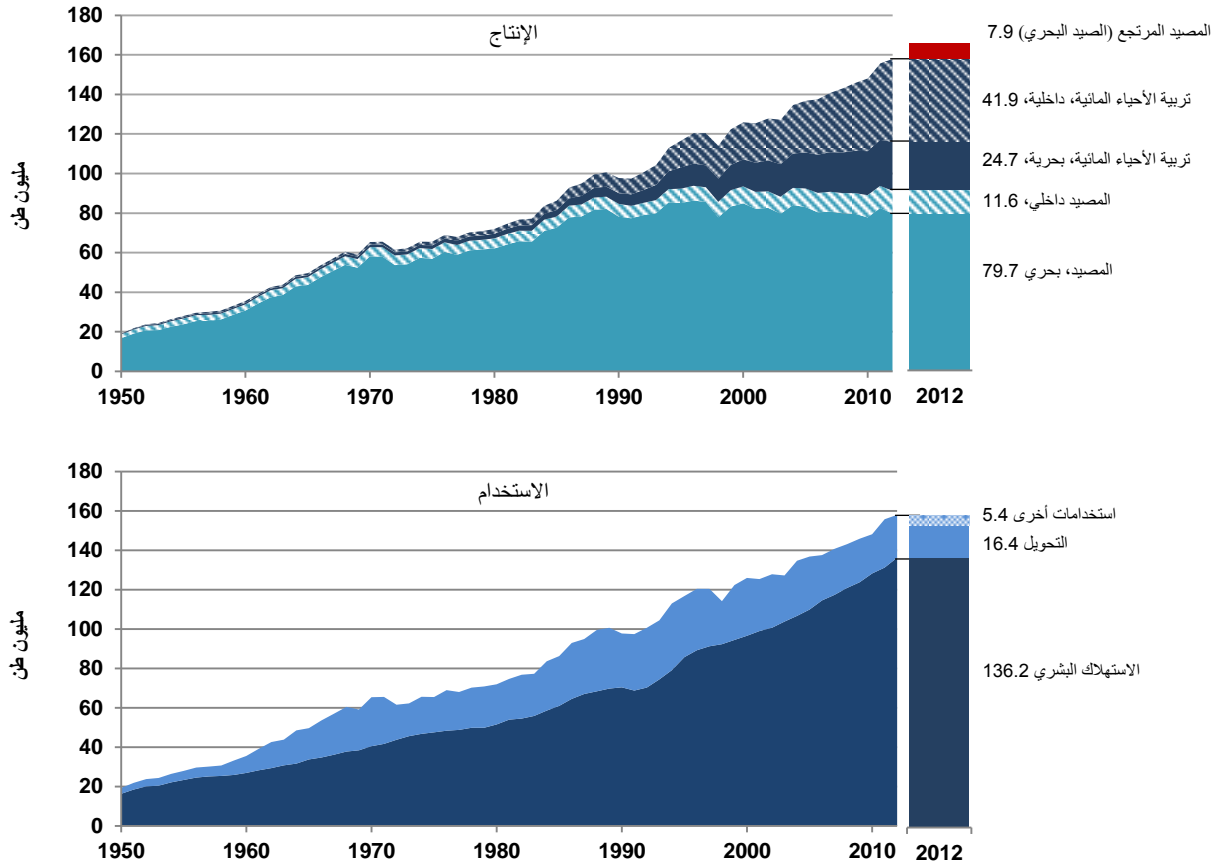 الإنتاج
180
160
140
120
100
80
60
40
20
0
مليون طن
1950 1960 1970 1980 1990 2000 2010 2012
المصيد المرتجع (الصيد البحري) 7.9
تربية الأحياء المائية، داخلية، 41.9
تربية الأحياء المائية، بحرية، 24.7
المصيد داخلي، 11.6
المصيد، بحري 79.7
الاستخدام
180
160
140
120
100
80
60
40
20
0
مليون طن
1950 1960 1970 1980 1990 2000 2010 2012
استخدامات أخرى 5.4
التحويل 16.4
الاستهلاك البشري 136.2